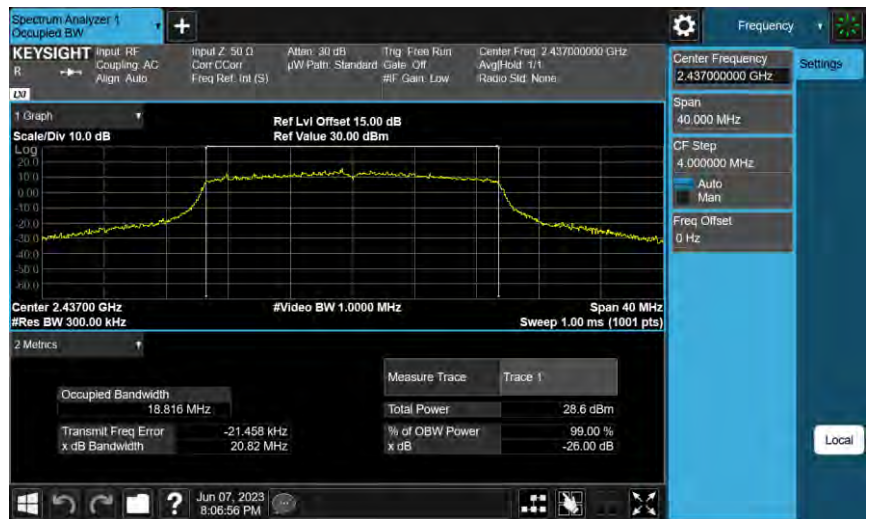 Spectrum Analyzer 1
Occupied BW
+
Frequency
KEYSIGHT
R
LXI
Input: RF
Coupling: AC
Align: Auto
Input Z: 50 Ω
Corr CCorr
Freq Ref: Int (S)
Atten: 30 dB
µW Path: Standard
Trig: Free Run
Gate: Off
#IF Gain: Low
Center Freq: 2.437000000 GHz
Avg|Hold: 1/1
Radio Std: None
Center Frequency
2.437000000 GHz
Settings
Span
40.000 MHz
CF Step
4.000000 MHz
Auto
Man
Freq Offset
0 Hz
1 Graph
Scale/Div 10.0 dB
Ref Lvl Offset 15.00 dB
Ref Value 30.00 dBm
Log
20.0
10.0
0.00
-10.0
-20.0
-30.0
-40.0
-50.0
-60.0
Center 2.43700 GHz
#Video BW 1.0000 MHz
Span 40 MHz
#Res BW 300.00 kHz
Sweep 1.00 ms (1001 pts)
2 Metrics
Measure Trace Trace 1
Occupied Bandwidth
18.816 MHz
Total Power 28.6 dBm
Transmit Freq Error -21.458 kHz
% of OBW Power 99.00 %
x dB Bandwidth 20.82 MHz
x dB -26.00 dB
Local
?
Jun 07, 2023
8:06:56 PM